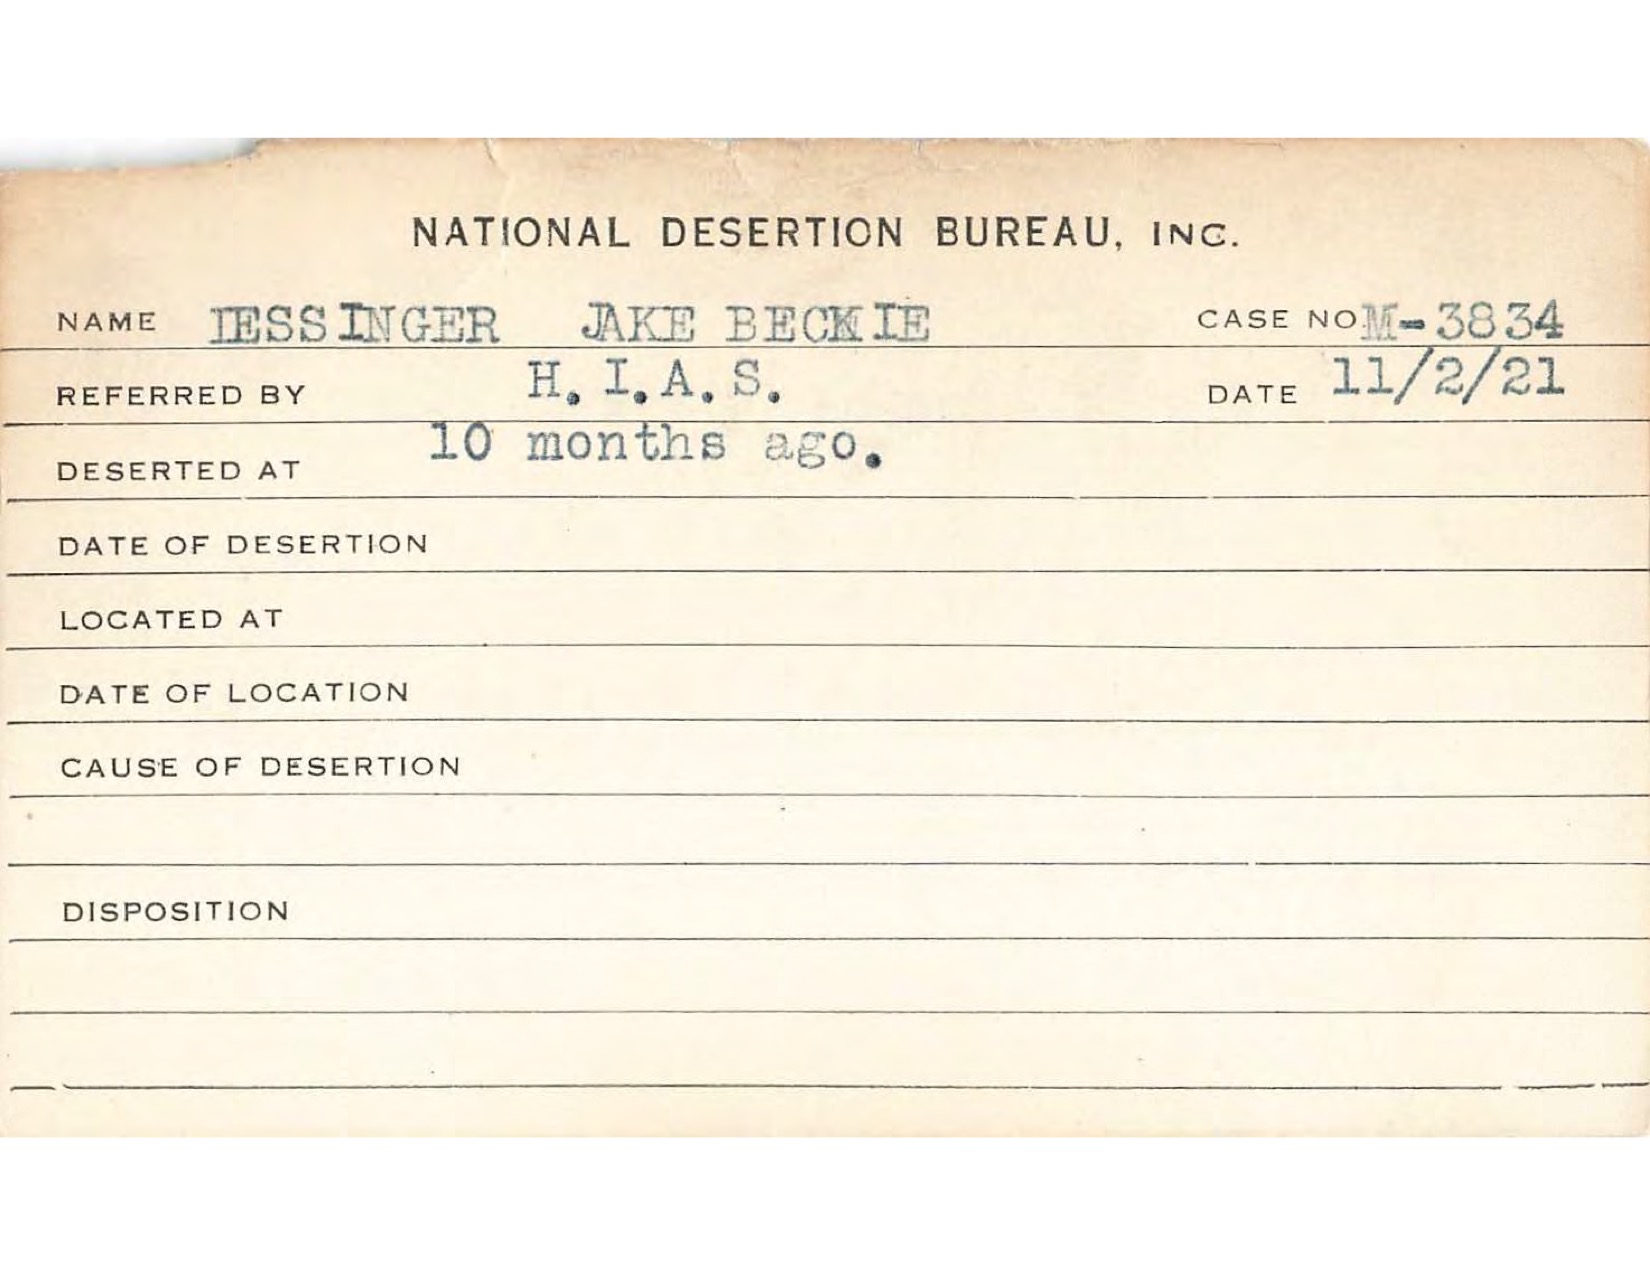 NATIONAL DESERTION BUREAU, INC.
NAME IESSINGER JAKE BECKIE CASE NO. M-3834
REFERRED BY H. I. A. S. DATE 11/2/21
DESERTED AT 10 months ago.
DATE OF DESERTION
LOCATED AT
DATE OF LOCATION
CAUSE OF DESERTION
DISPOSITION